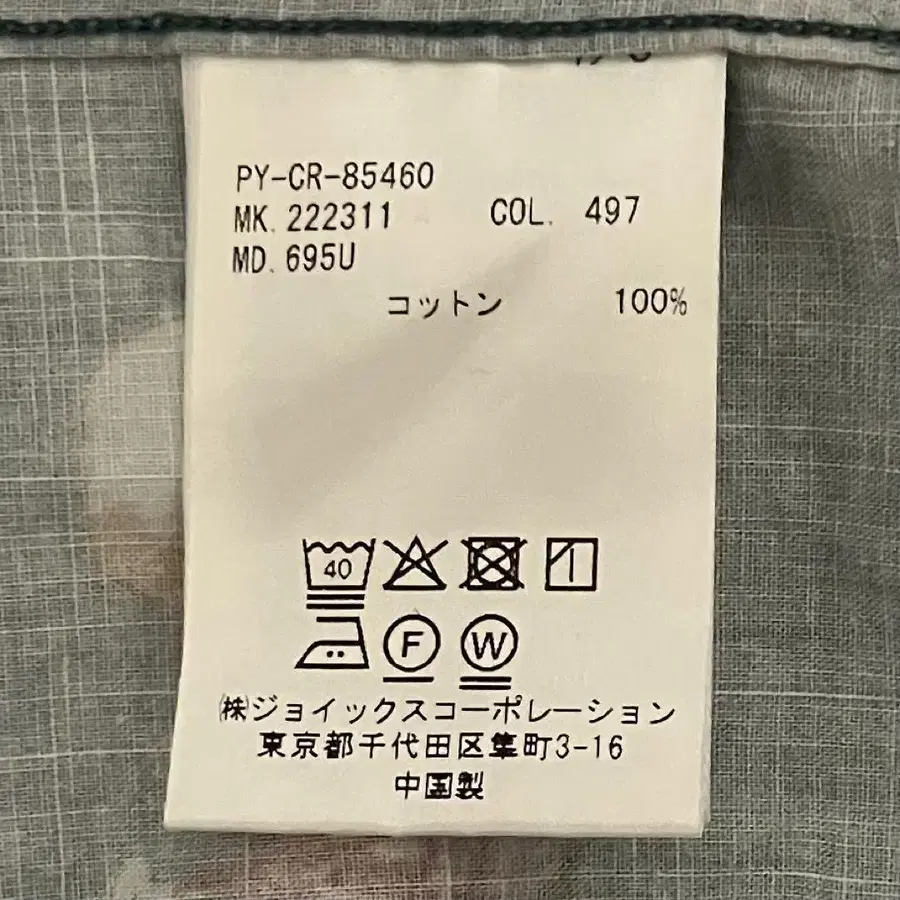 PY-CR-85460
MK. 222311 COL. 497
MD. 695U
コットン 100%
40
F W
㈱ジョイックスコーポレーション
東京都千代田区隼町3-16
中国製